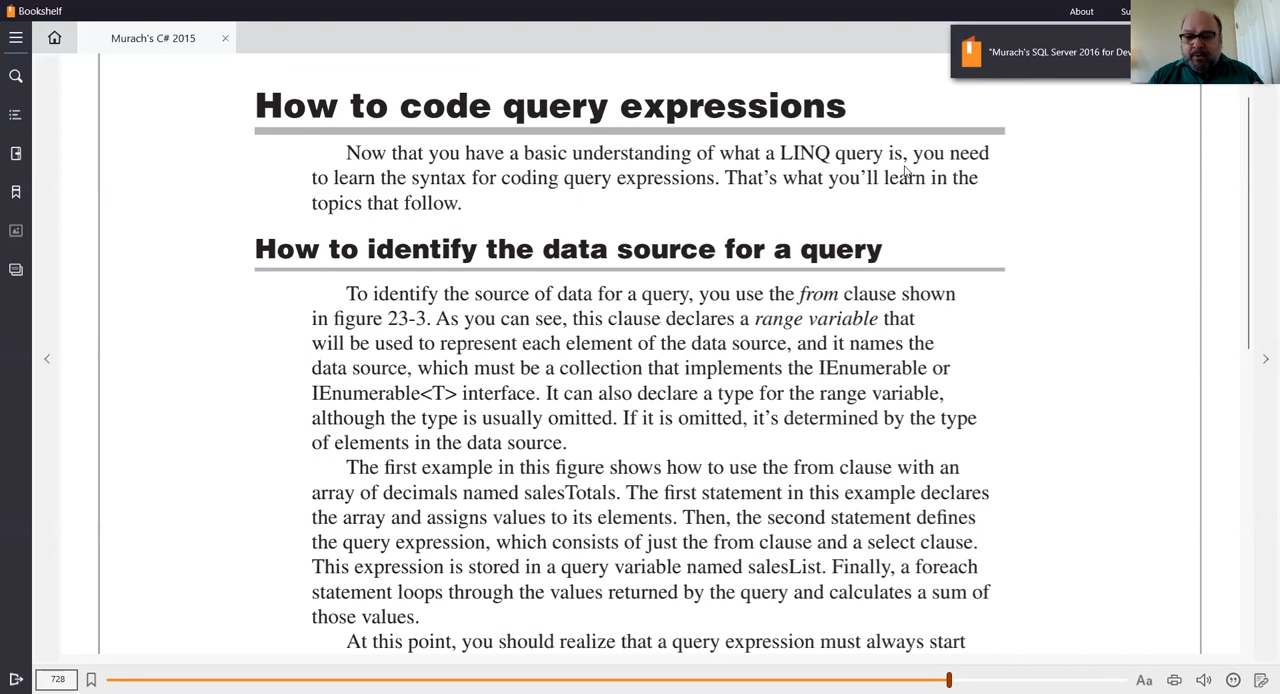 Bookshelf
About
Su
Murach's C# 2015
"Murach's SQL Server 2016 for Dev
How to code query expressions
Now that you have a basic understanding of what a LINQ query is, you need
to learn the syntax for coding query expressions. That's what you'll learn in the
topics that follow.
How to identify the data source for a query
To identify the source of data for a query, you use the from clause shown
in figure 23-3. As you can see, this clause declares a range variable that
will be used to represent each element of the data source, and it names the
data source, which must be a collection that implements the IEnumerable or
IEnumerable<T> interface. It can also declare a type for the range variable,
although the type is usually omitted. If it is omitted, it's determined by the type
of elements in the data source.
The first example in this figure shows how to use the from clause with an
array of decimals named salesTotals. The first statement in this example declares
the array and assigns values to its elements. Then, the second statement defines
the query expression, which consists of just the from clause and a select clause.
This expression is stored in a query variable named salesList. Finally, a foreach
statement loops through the values returned by the query and calculates a sum of
those values.
At this point, you should realize that a query expression must always start
728
Aa